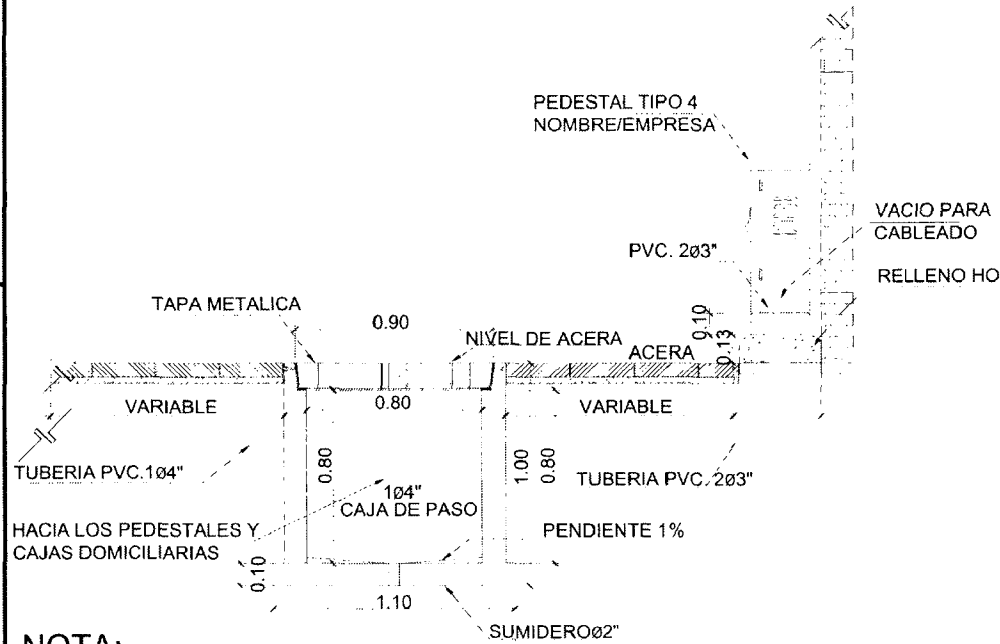 PEDESTAL TIPO 4
NOMBRE/EMPRESA
VACIO PARA
CABLEADO
PVC. 2ø3"
RELLENO HO
TAPA METALICA
0.90
NIVEL DE ACERA
ACERA
0.10
0.13
VARIABLE
0.80
VARIABLE
TUBERIA PVC.1ø4"
0.80
1ø4"
CAJA DE PASO
1.00
0.80
TUBERIA PVC. 2ø3"
HACIA LOS PEDESTALES Y
CAJAS DOMICILIARIAS
PENDIENTE 1%
0.10
1.10
SUMIDEROø2"
NOTA: